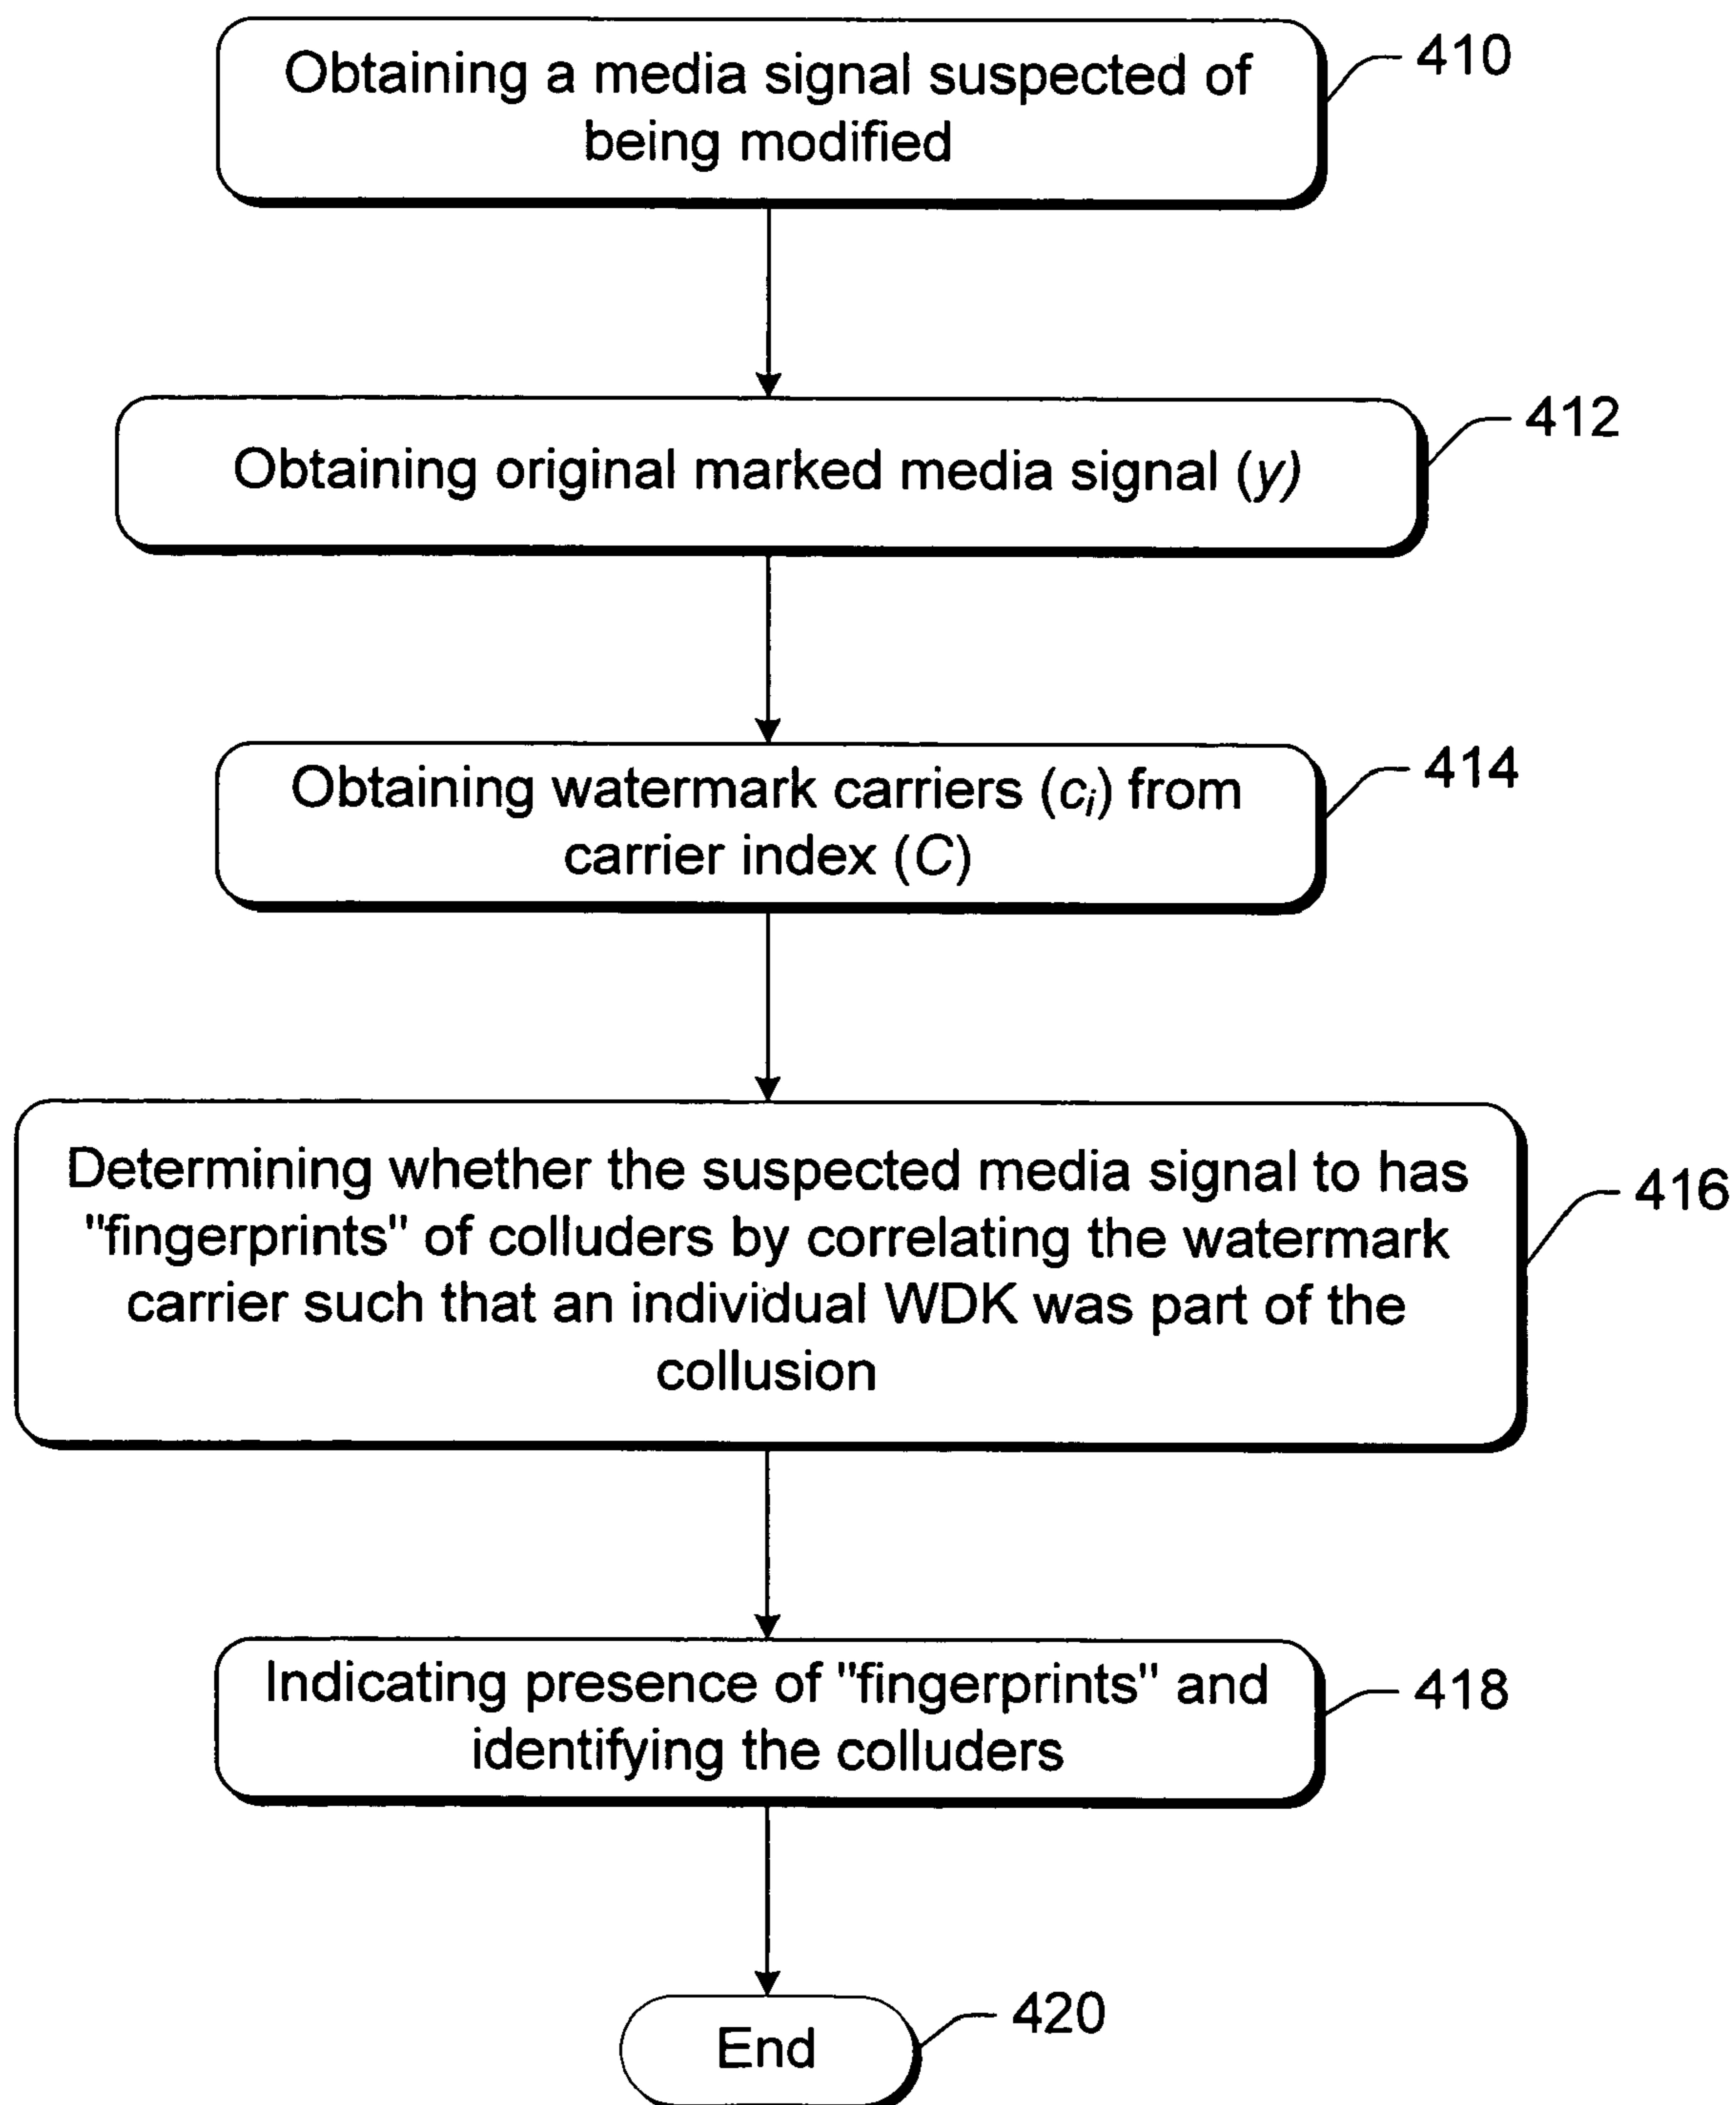 Obtaining a media signal suspected of
being modified
410
Obtaining original marked media signal (y)
412
Obtaining watermark carriers (cᵢ) from
carrier index (C)
414
Determining whether the suspected media signal to has
"fingerprints" of colluders by correlating the watermark
carrier such that an individual WDK was part of the
collusion
416
Indicating presence of "fingerprints" and
identifying the colluders
418
End
420